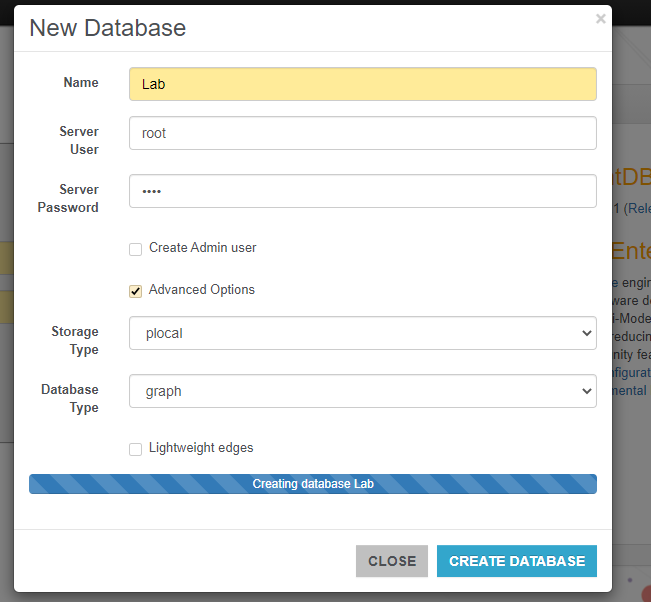 New Database
×
Name
Lab
Server
User
root
Server
Password
••••
Create Admin user
Advanced Options
Storage
Type
plocal
Database
Type
graph
Lightweight edges
Creating database Lab
CLOSE
CREATE DATABASE
tDB
1 (Rele
Ente
e engin
ware de
i-Mode
reducin
nity fea
nfigurat
mental